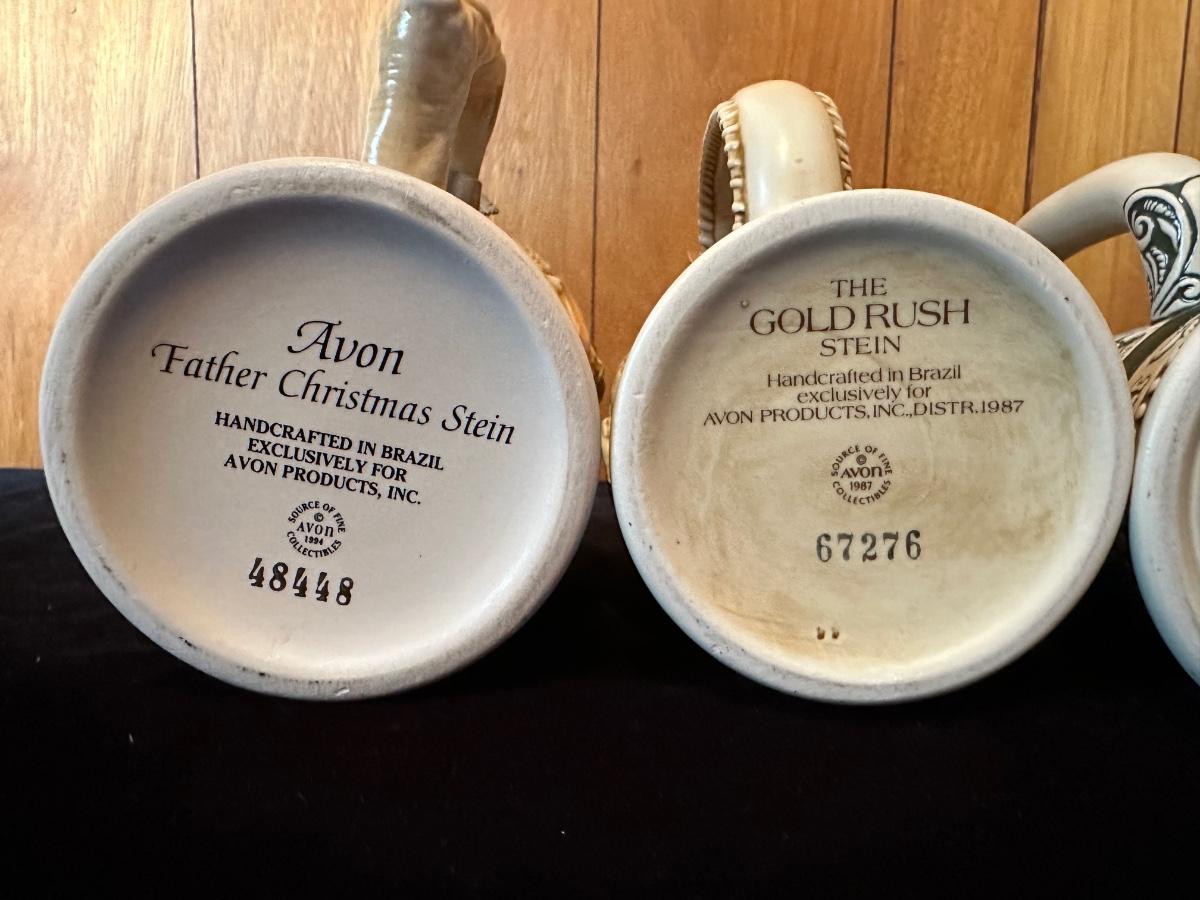 Avon
Father Christmas Stein
HANDCRAFTED IN BRAZIL
EXCLUSIVELY FOR
AVON PRODUCTS, INC.
SOURCE OF FINE
©
AVON
1994
COLLECTIBLES
48448
THE
GOLD RUSH
STEIN
Handcrafted in Brazil
exclusively for
AVON PRODUCTS, INC., DISTR. 1987
SOURCE OF FINE
©
AVON
1987
COLLECTIBLES
67276